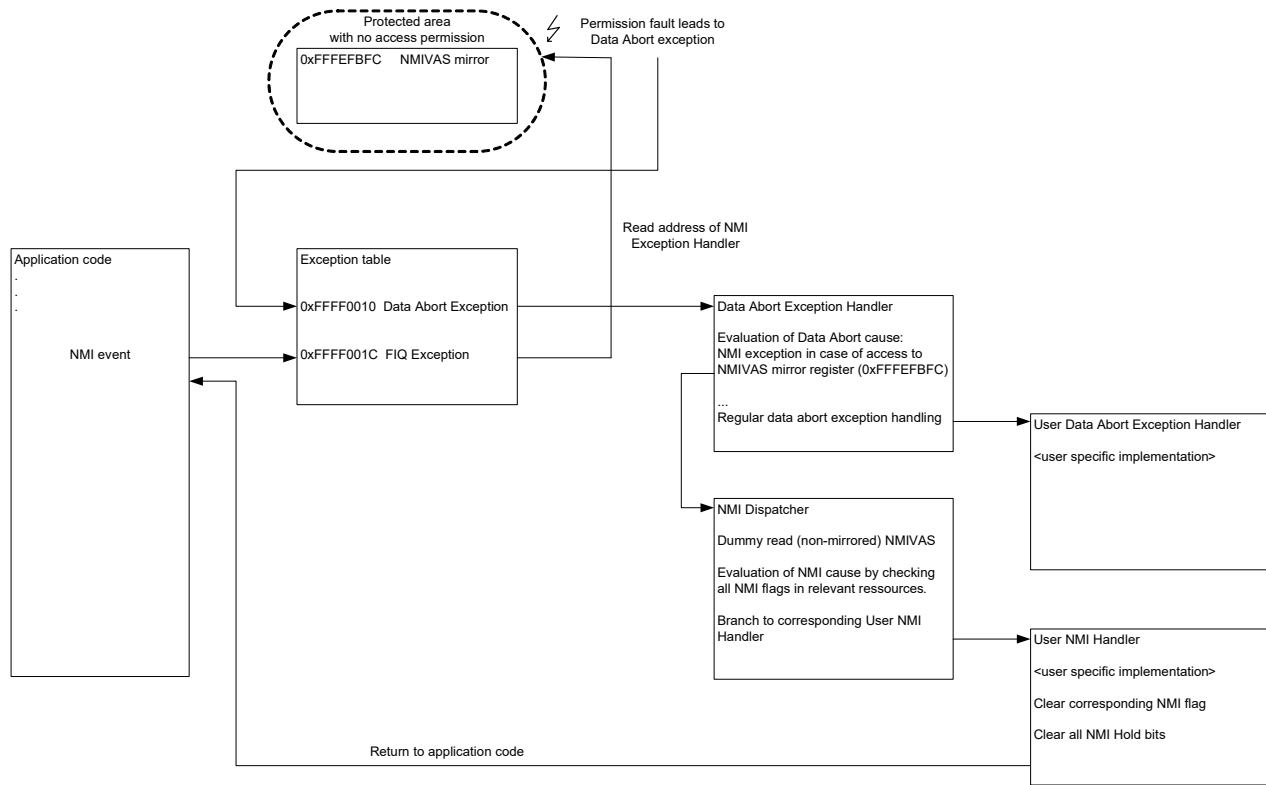 Protected area
with no access permission
0xFFFEFBFC NMIVAS mirror
Permission fault leads to
Data Abort exception
Read address of NMI
Exception Handler
Application code
.
.
.
NMI event
Exception table
0xFFFF0010 Data Abort Exception
0xFFFF001C FIQ Exception
Data Abort Exception Handler
Evaluation of Data Abort cause:
NMI exception in case of access to
NMIVAS mirror register (0xFFFEFBFC)
...
Regular data abort exception handling
User Data Abort Exception Handler
<user specific implementation>
NMI Dispatcher
Dummy read (non-mirrored) NMIVAS
Evaluation of NMI cause by checking
all NMI flags in relevant ressources.
Branch to corresponding User NMI
Handler
User NMI Handler
<user specific implementation>
Clear corresponding NMI flag
Clear all NMI Hold bits
Return to application code